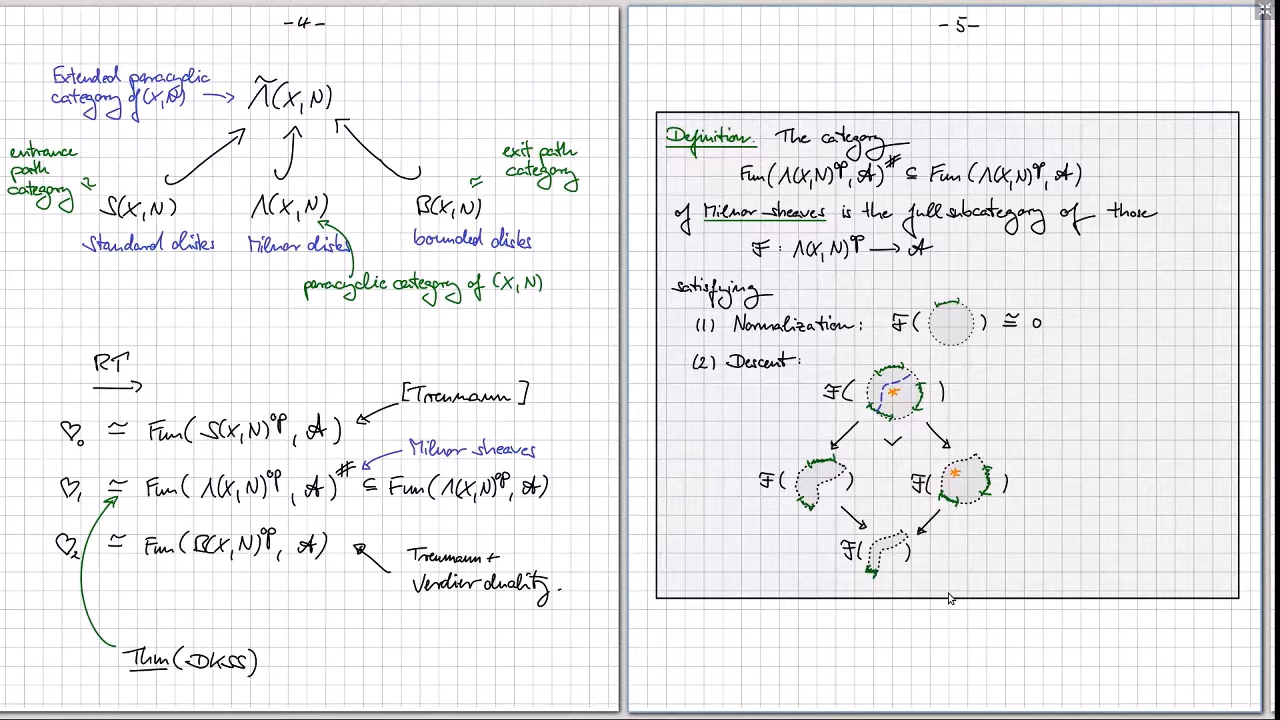 -4-
Extended paracyclic
category of (X,N) → Λ̃(X,N)
entrance
path
category ≃
exit path
category
≃
S(X,N) Λ(X,N) B(X,N)
Standard disks Milnor disks bounded disks
paracyclic category of (X,N)
RT
[Treumann]
♡₀ ≅ Fun(S(X,N)^op, A)
Milnor sheaves
♡₁ ≅ Fun(Λ(X,N)^op, A)^# ⊆ Fun(Λ(X,N)^op, A)
♡₂ ≅ Fun(B(X,N)^op, A)
Treumann +
Verdier duality.
Thm (DKSS)
-5-
Definition. The category
Fun(Λ(X,N)^op, A)^# ⊆ Fun(Λ(X,N)^op, A)
of Milnor sheaves is the full subcategory of those
F : Λ(X,N)^op → A
satisfying
(1) Normalization: F( ) ≅ 0
(2) Descent:
F( * )
F( ) F( * )
F( )